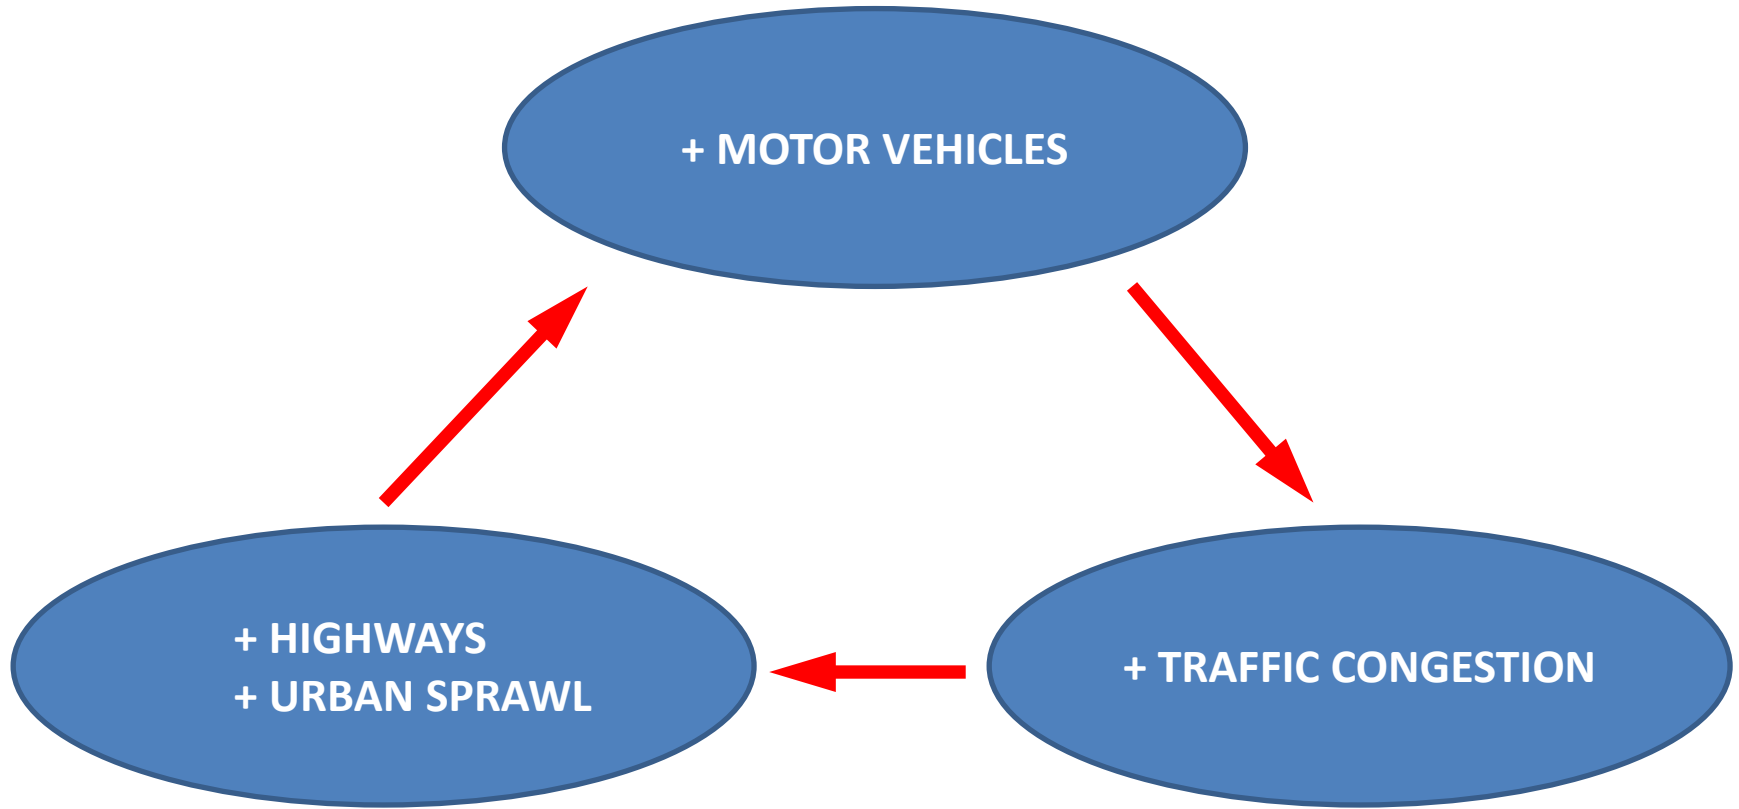 + MOTOR VEHICLES
+ HIGHWAYS
+ URBAN SPRAWL
+ TRAFFIC CONGESTION